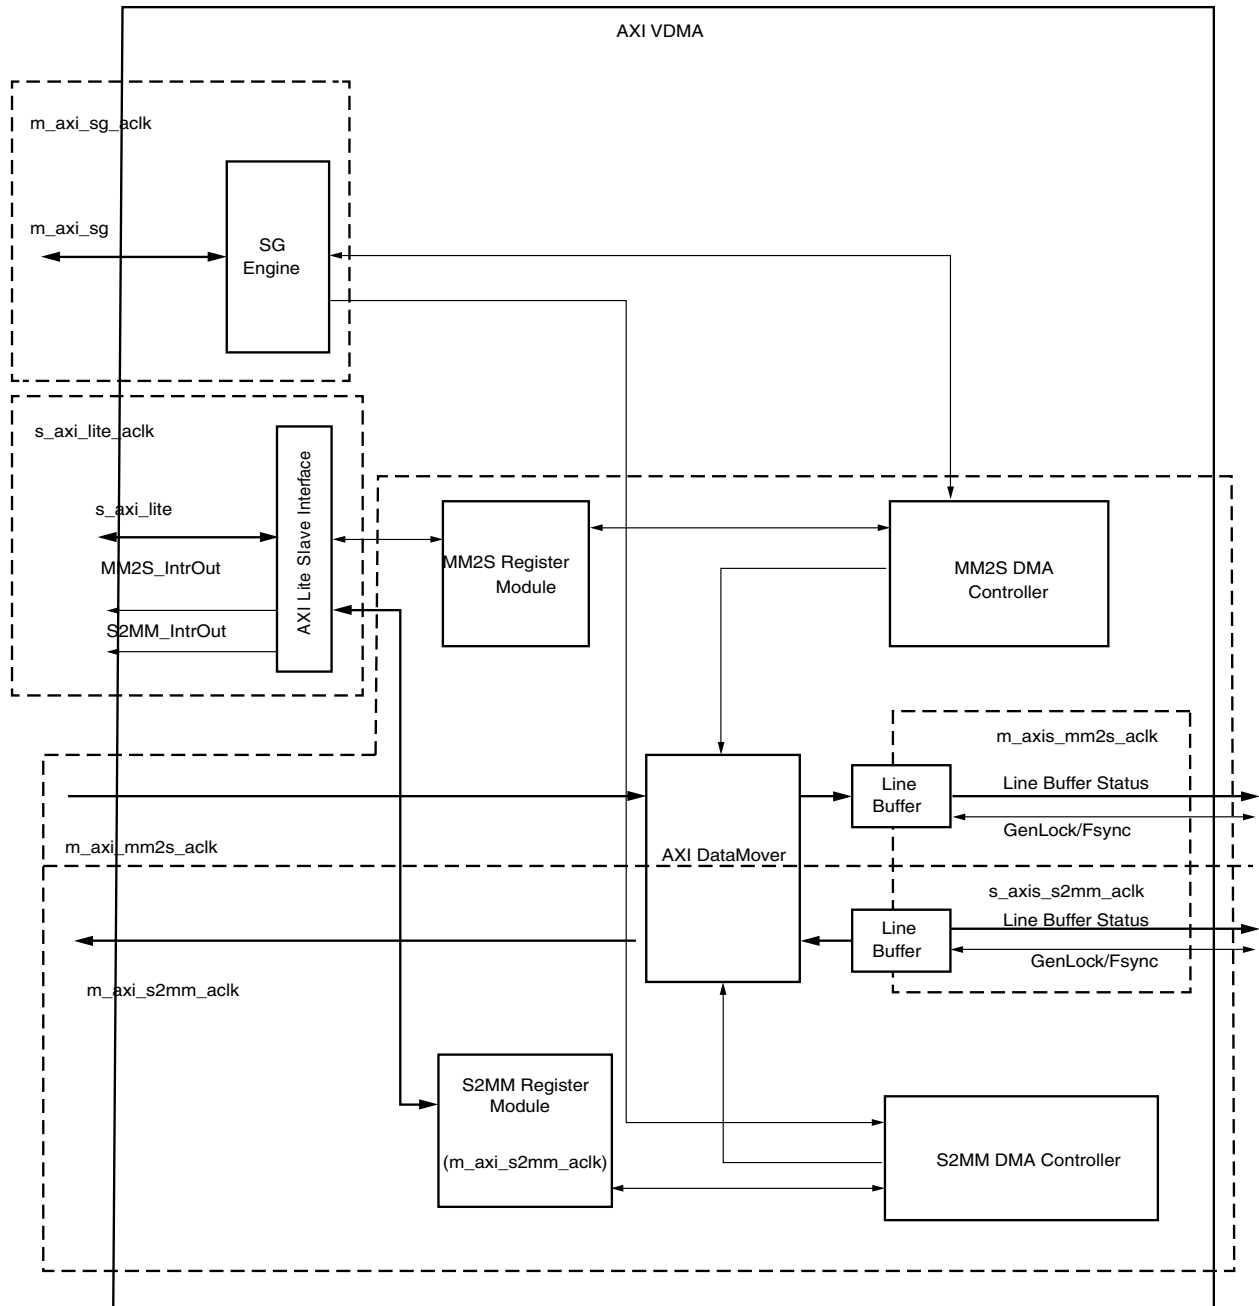 AXI VDMA
m_axi_sg_aclk
m_axi_sg
SG
Engine
s_axi_lite_aclk
s_axi_lite
MM2S_IntrOut
S2MM_IntrOut
AXI Lite Slave Interface
MM2S Register
Module
MM2S DMA
Controller
m_axis_mm2s_aclk
Line
Buffer
Line Buffer Status
GenLock/Fsync
m_axi_mm2s_aclk
AXI DataMover
s_axis_s2mm_aclk
Line
Buffer
Line Buffer Status
GenLock/Fsync
m_axi_s2mm_aclk
S2MM Register
Module
(m_axi_s2mm_aclk)
S2MM DMA Controller